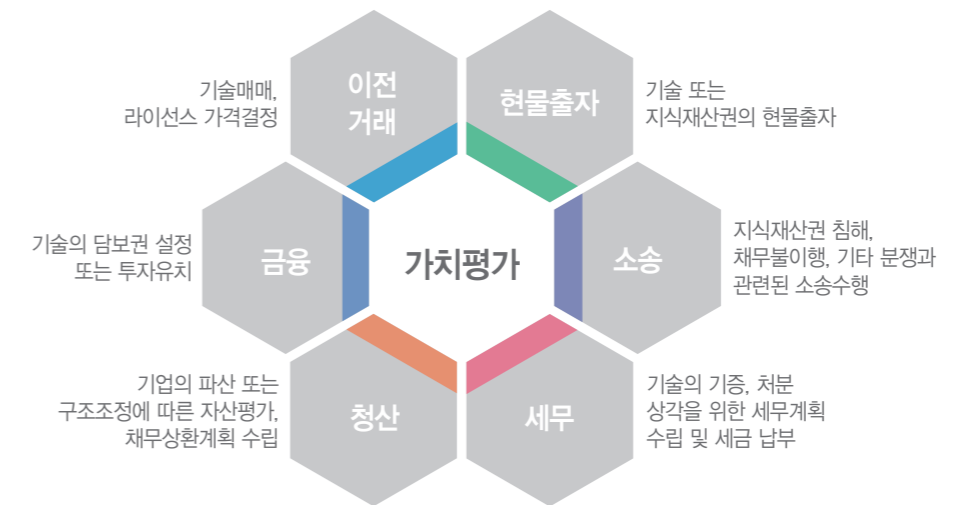 이전
거래
기술매매,
라이선스 가격결정
현물출자
기술 또는
지식재산권의 현물출자
금융
기술의 담보권 설정
또는 투자유치
가치평가
소송
지식재산권 침해,
채무불이행, 기타 분쟁과
관련된 소송수행
청산
기업의 파산 또는
구조조정에 따른 자산평가,
채무상환계획 수립
세무
기술의 기증, 처분
상각을 위한 세무계획
수립 및 세금 납부